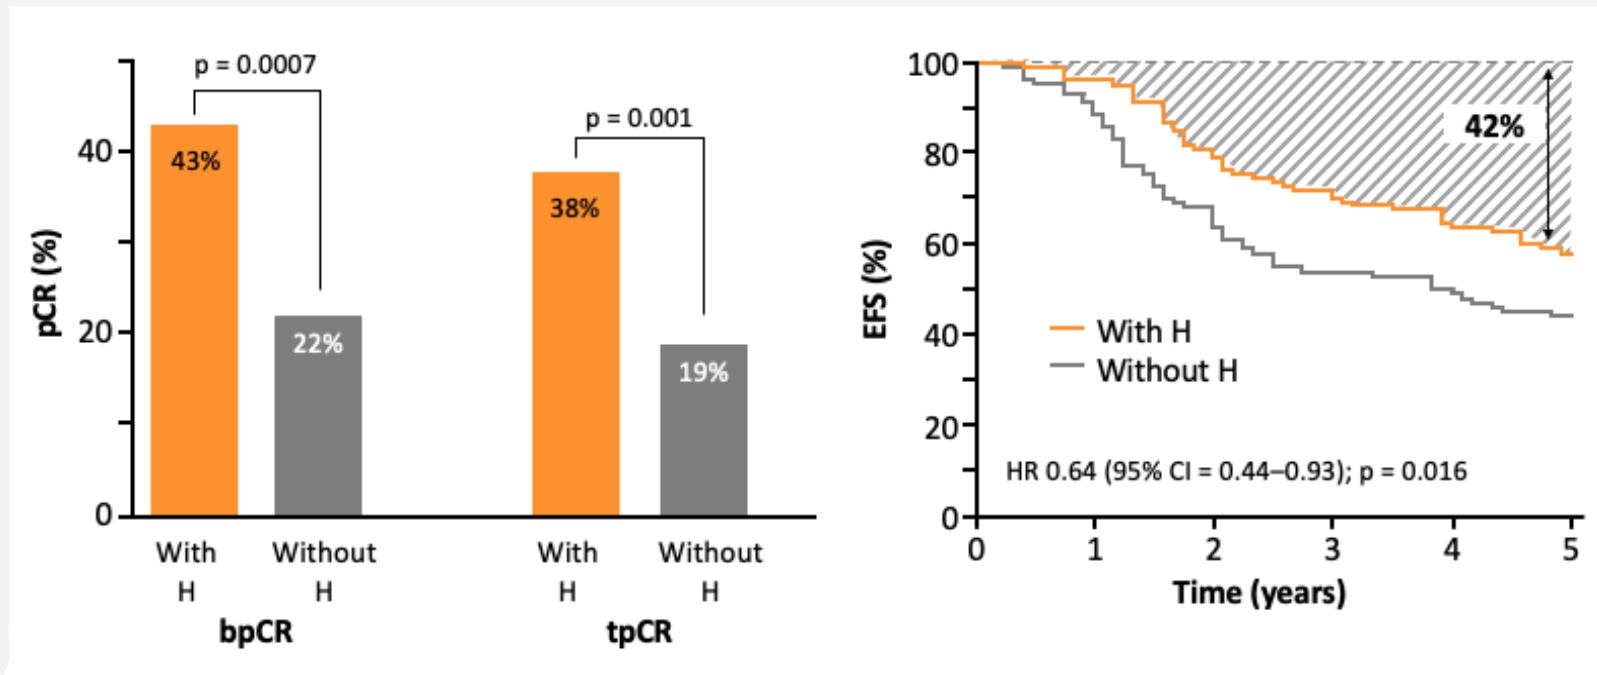 p = 0.0007
p = 0.001
40
20
0
pCR (%)
43%
22%
38%
19%
With H
Without H
With H
Without H
bpCR
tpCR
100
80
60
40
20
0
EFS (%)
42%
With H
Without H
HR 0.64 (95% CI = 0.44–0.93); p = 0.016
0 1 2 3 4 5
Time (years)